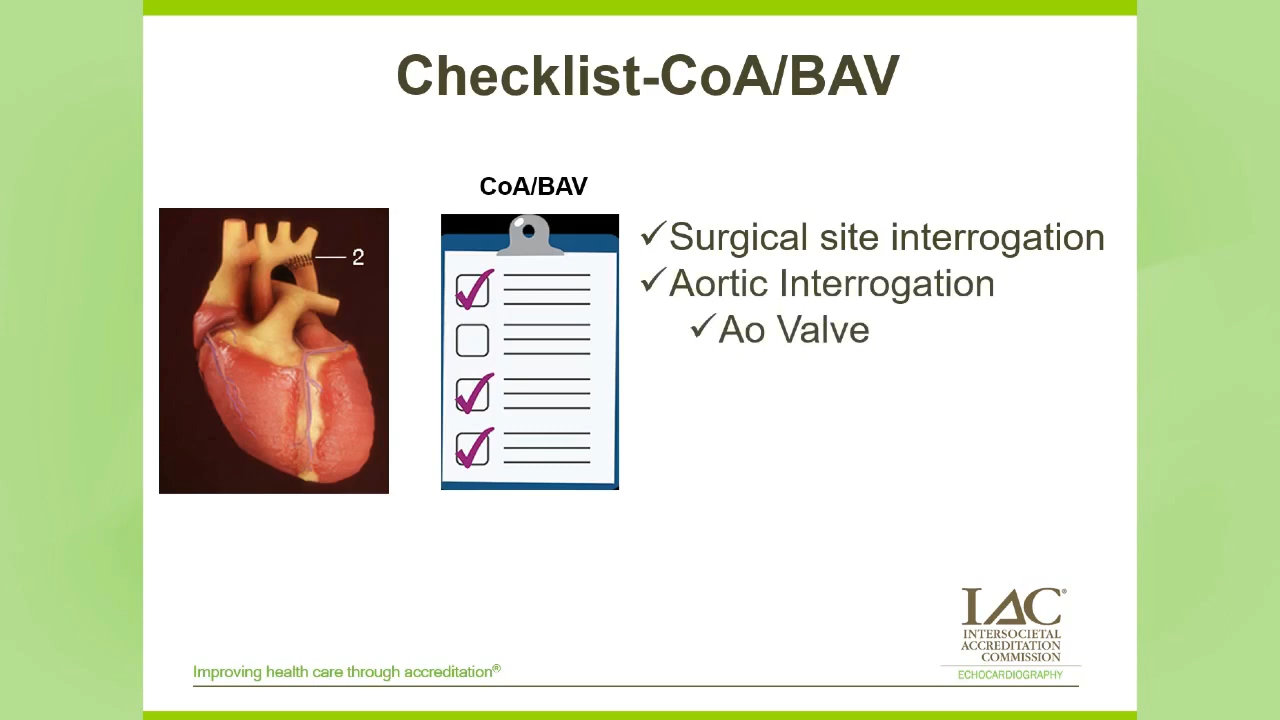 Checklist-CoA/BAV
CoA/BAV
2
✓Surgical site interrogation
✓Aortic Interrogation
✓Ao Valve
IAC®
INTERSOCIETAL
ACCREDITATION
COMMISSION
ECHOCARDIOGRAPHY
Improving health care through accreditation®